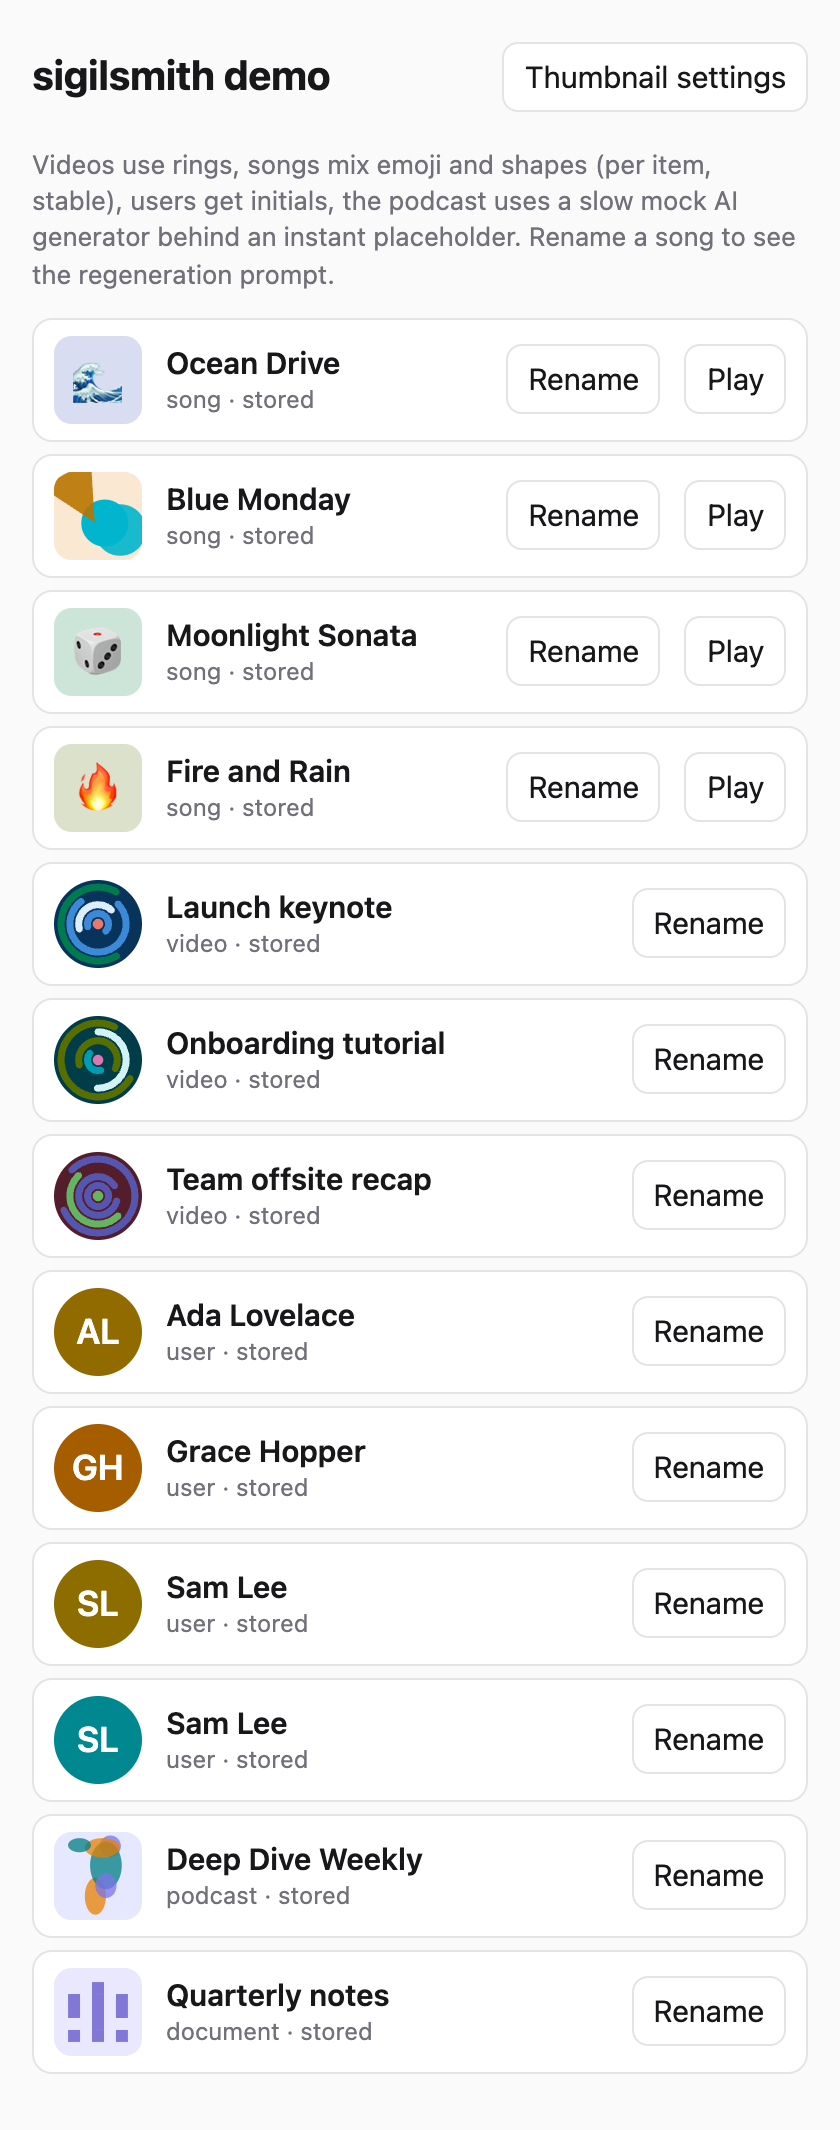 sigilsmith demo
Thumbnail settings
Videos use rings, songs mix emoji and shapes (per item,
stable), users get initials, the podcast uses a slow mock AI
generator behind an instant placeholder. Rename a song to see
the regeneration prompt.
Ocean Drive
song · stored
Rename
Play
Blue Monday
song · stored
Rename
Play
Moonlight Sonata
song · stored
Rename
Play
Fire and Rain
song · stored
Rename
Play
Launch keynote
video · stored
Rename
Onboarding tutorial
video · stored
Rename
Team offsite recap
video · stored
Rename
AL
Ada Lovelace
user · stored
Rename
GH
Grace Hopper
user · stored
Rename
SL
Sam Lee
user · stored
Rename
SL
Sam Lee
user · stored
Rename
Deep Dive Weekly
podcast · stored
Rename
Quarterly notes
document · stored
Rename